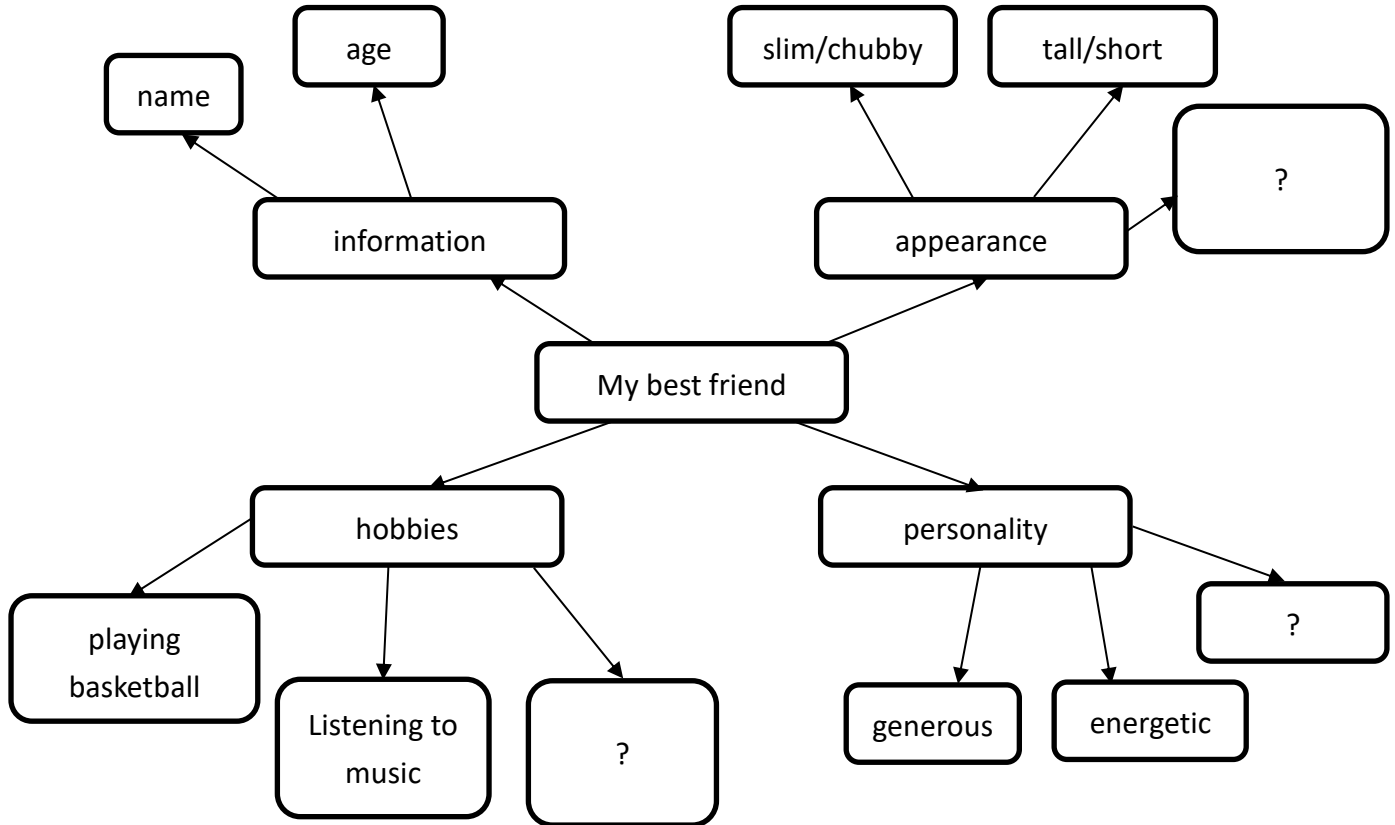 age
slim/chubby
tall/short
name
?
information
appearance
My best friend
hobbies
personality
playing
basketball
?
Listening to
music
?
generous
energetic